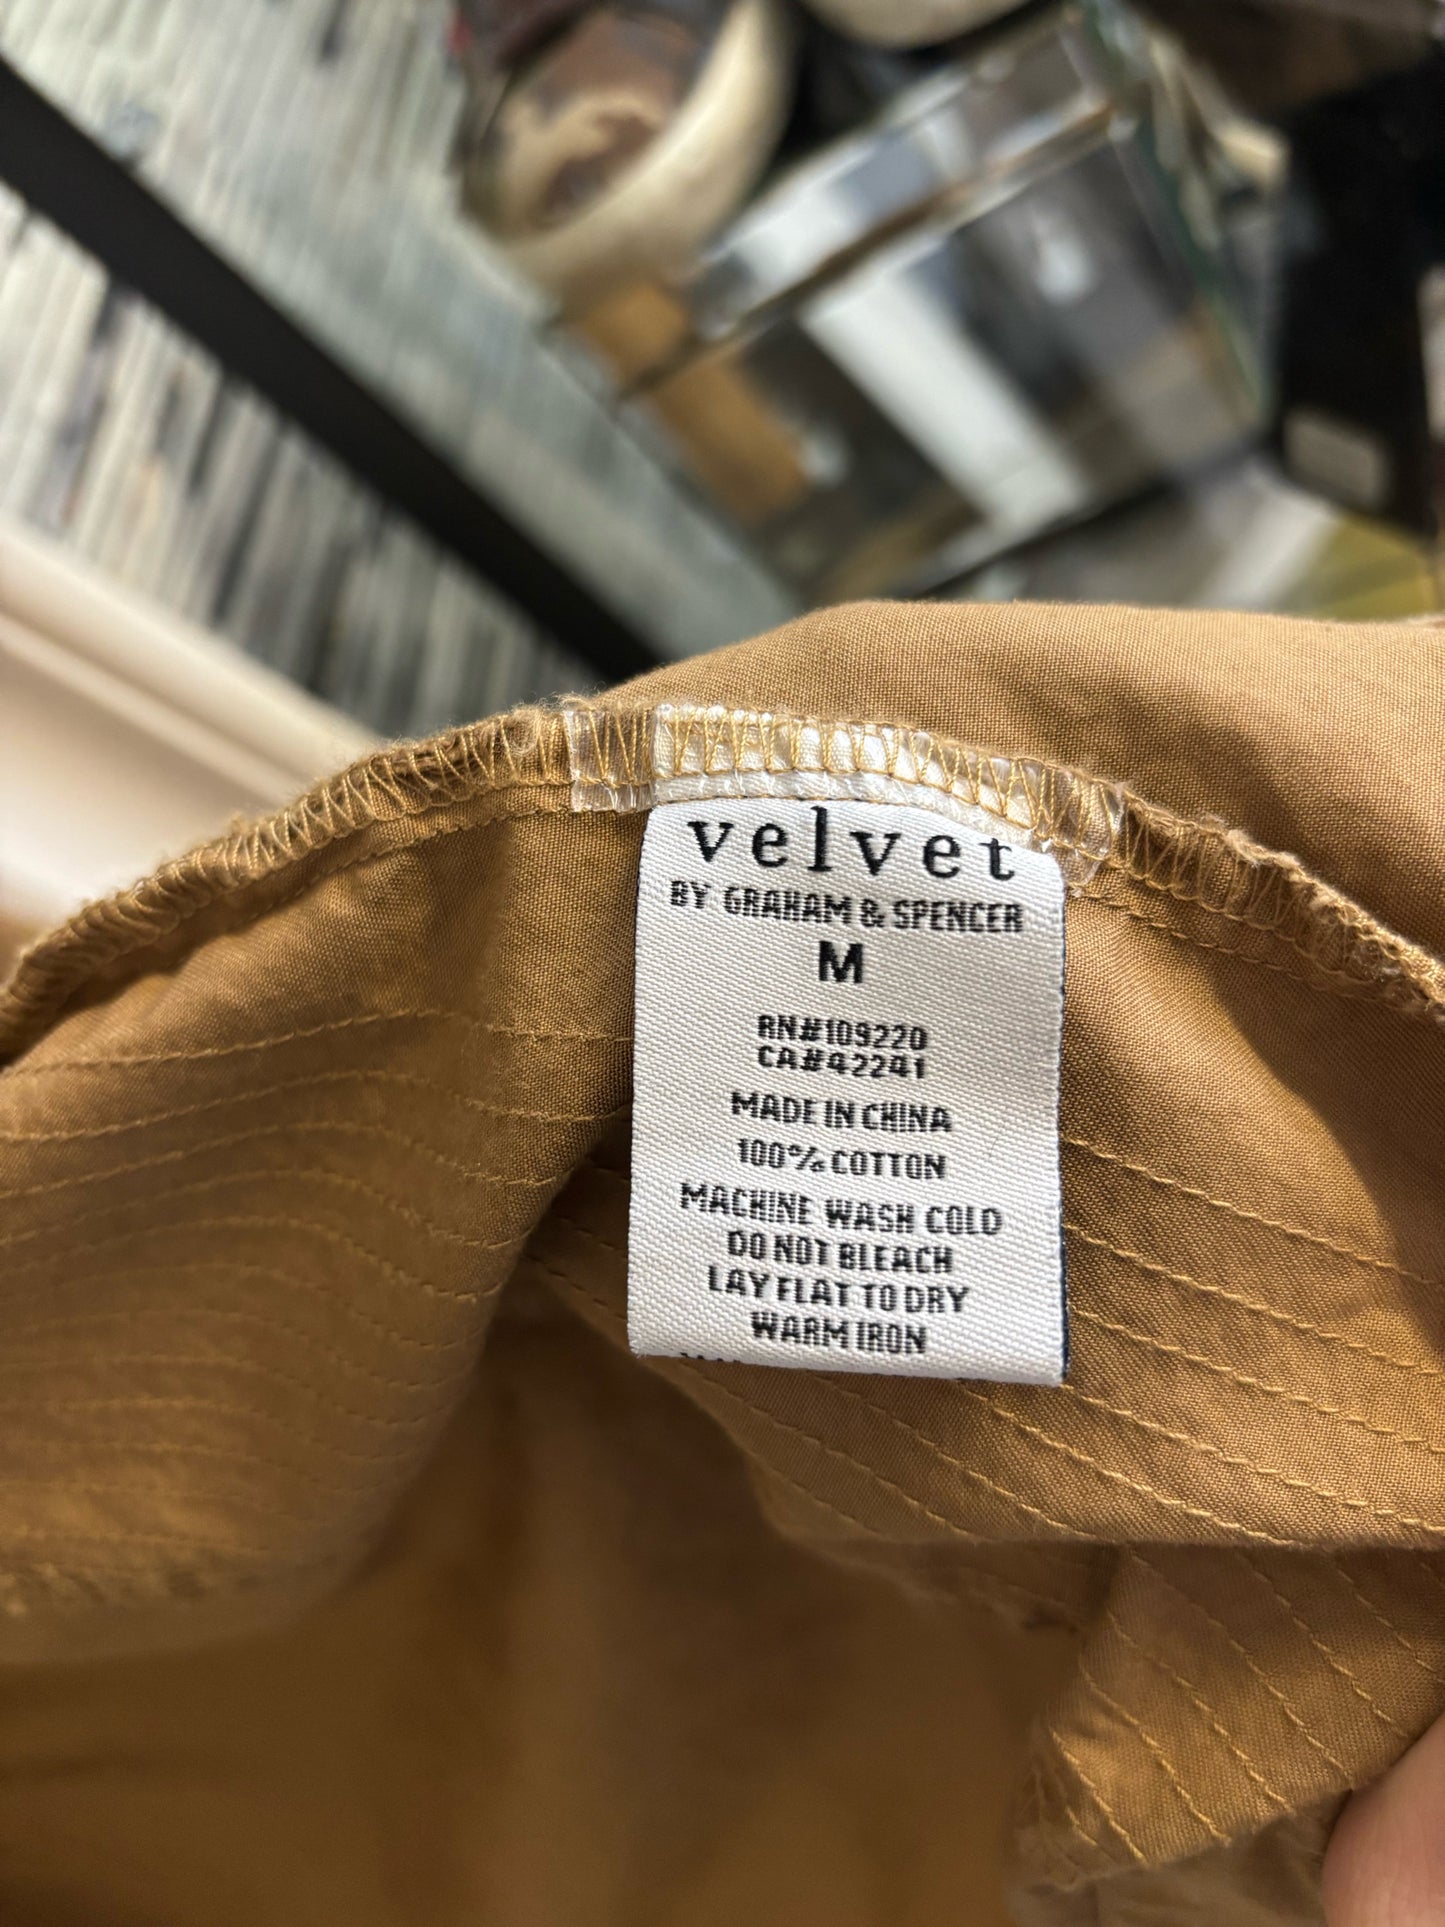 velvet
BY GRAHAM & SPENCER
M
RN#109220
CA#42241
MADE IN CHINA
100% COTTON
MACHINE WASH COLD
DO NOT BLEACH
LAY FLAT TO DRY
WARM IRON